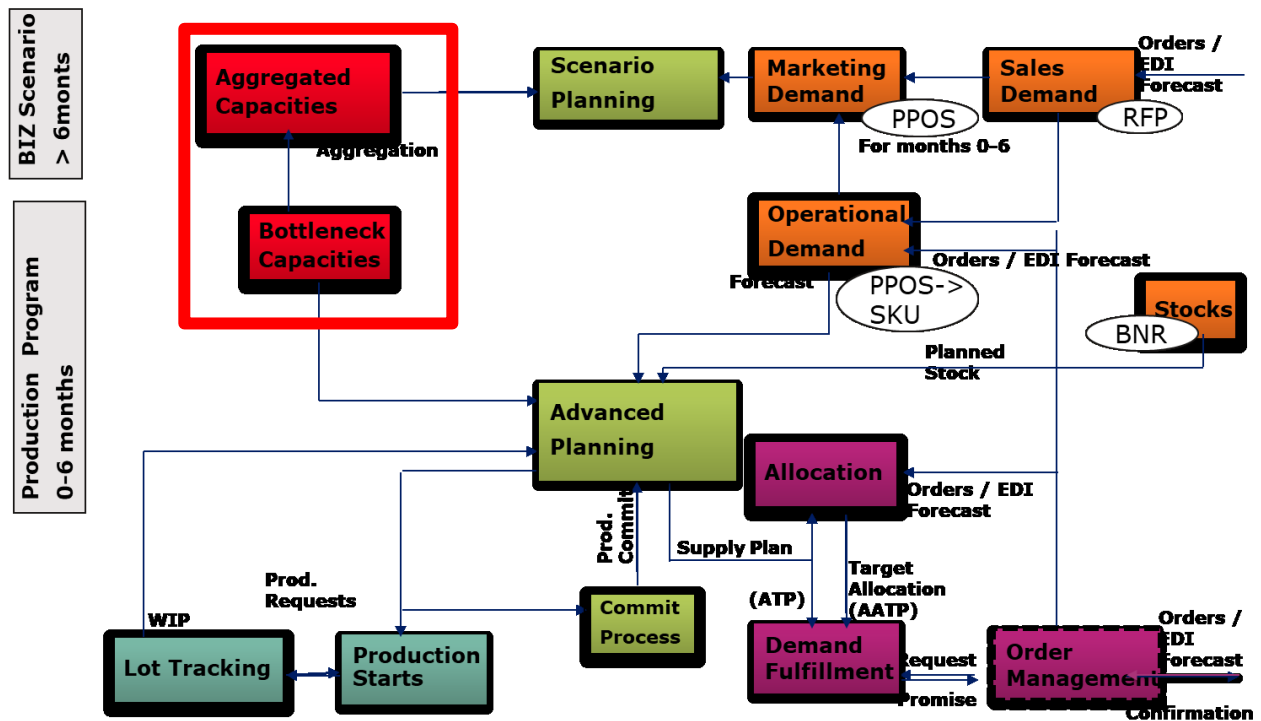 BIZ Scenario
> 6monts
Production  Program
0-6 months
Aggregated
Capacities
Aggregation
Bottleneck
Capacities
Scenario
Planning
Marketing
Demand
PPOS
For months 0-6
Sales
Demand
RFP
Orders /
EDI
Forecast
Operational
Demand
Forecast
PPOS->
SKU
Orders / EDI Forecast
Stocks
BNR
Planned
Stock
Advanced
Planning
Allocation
Orders / EDI
Forecast
Prod.
Commit
Supply Plan
(ATP)
Target
Allocation
(AATP)
Prod.
Requests
WIP
Commit
Process
Lot Tracking
Production
Starts
Demand
Fulfillment
Request
Promise
Order
Management
Orders /
EDI
Forecast
Confirmation